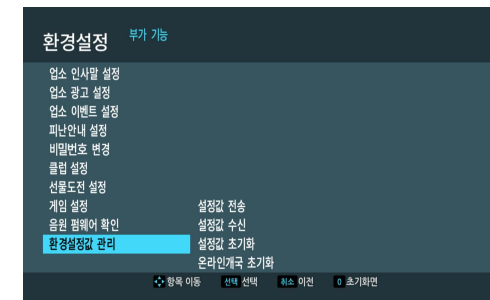 환경설정 부가 기능
업소 인사말 설정
업소 광고 설정
업소 이벤트 설정
피난안내 설정
비밀번호 변경
클럽 설정
선물도전 설정
게임 설정 설정값 전송
음원 펌웨어 확인 설정값 수신
환경설정값 관리 설정값 초기화
온라인개국 초기화
항목 이동 선택 선택 취소 이전 0 초기화면